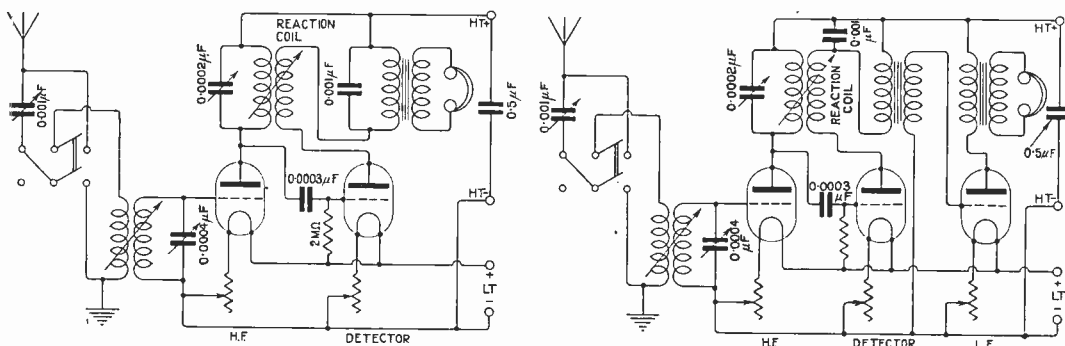 REACTION
COIL
HT+
0.0002µF
0.001µF
0.001µF
0.5µF
HT-
0.0003µF
0.0004µF
2MΩ
+
LT
-
H.F.
DETECTOR
0.001
µF
HT+
0.0002µF
REACTION
COIL
0.001µF
0.5µF
0.0003
µF
HT-
0.0004
µF
+
LT
-
H.F.
DETECTOR
L.F.